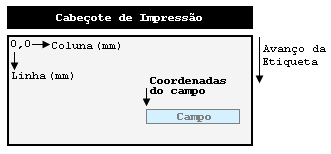 Cabeçote de Impressão
0,0 Coluna (mm)
Linha (mm)
Avanço da
Etiqueta
Coordenadas
do campo
Campo